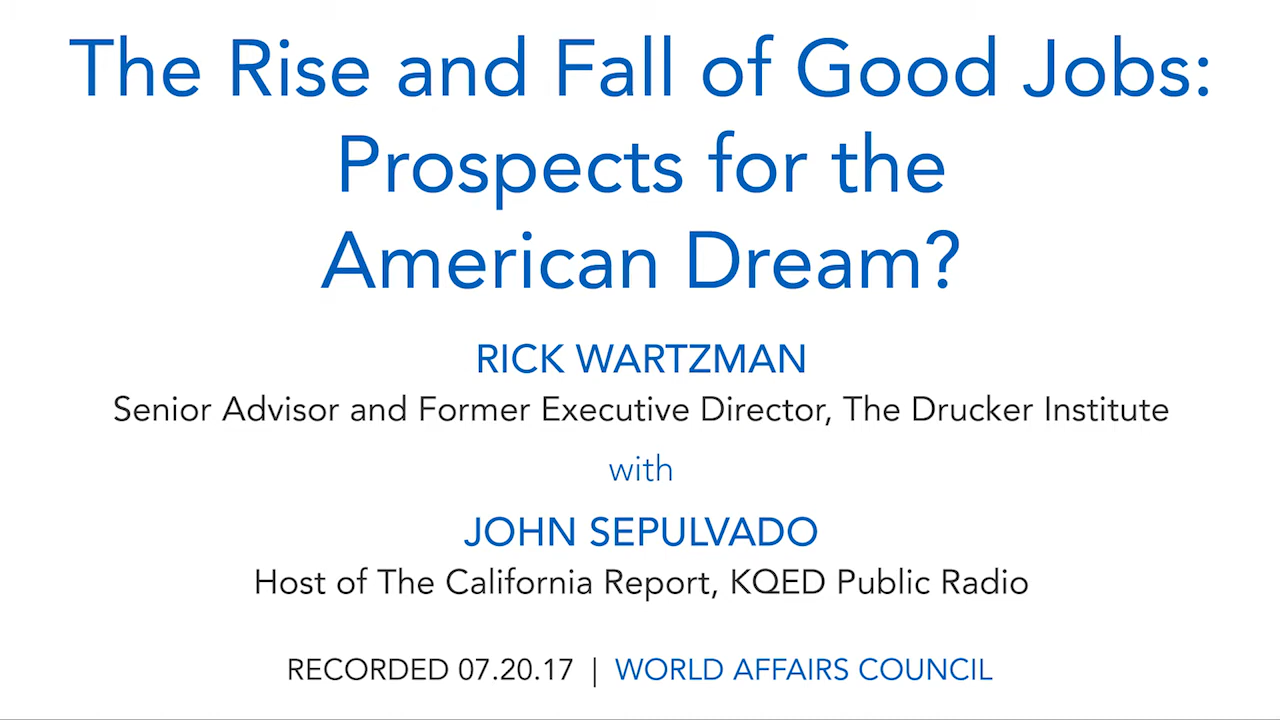 The Rise and Fall of Good Jobs:
Prospects for the
American Dream?
RICK WARTZMAN
Senior Advisor and Former Executive Director, The Drucker Institute
with
JOHN SEPULVADO
Host of The California Report, KQED Public Radio
RECORDED 07.20.17 | WORLD AFFAIRS COUNCIL